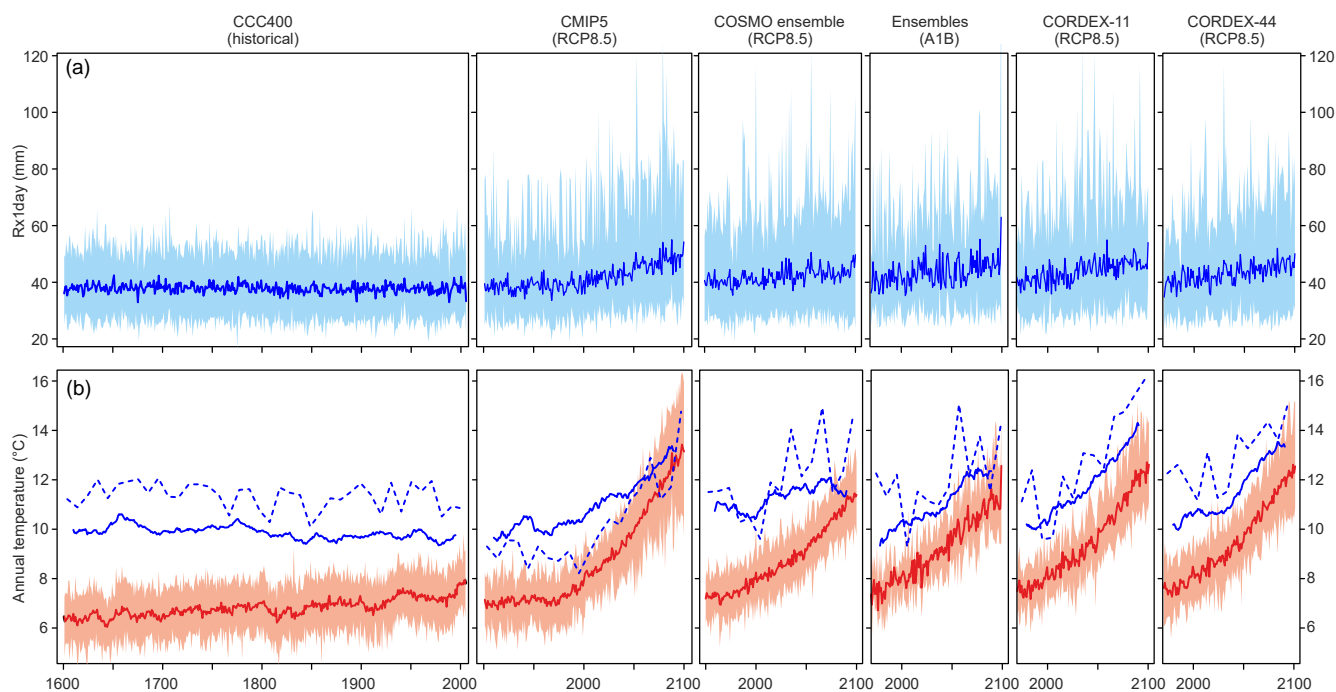 CCC400
(historical)
CMIP5
(RCP8.5)
COSMO ensemble
(RCP8.5)
Ensembles
(A1B)
CORDEX-11
(RCP8.5)
CORDEX-44
(RCP8.5)
(a)
Rx1day (mm)
120
100
80
60
40
20
120
100
80
60
40
20
(b)
Annual temperature (°C)
16
14
12
10
8
6
16
14
12
10
8
6
1600 1700 1800 1900 2000
2000 2100
2000 2100
2000 2100
2000 2100
2000 2100